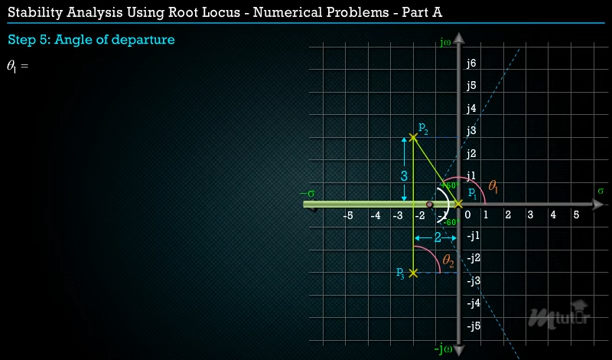 Stability Analysis Using Root Locus - Numerical Problems - Part A
Step 5: Angle of departure
θ₁ =
jω
j6
j5
j4
j3
j2
j1
p₂
3
+60°
-60°
p₁
θ₁
-σ
σ
-5 -4 -3 -2 -1 0 1 2 3 4 5
2
θ₂
p₃
-j1
-j2
-j3
-j4
-j5
-jω
Mtutor